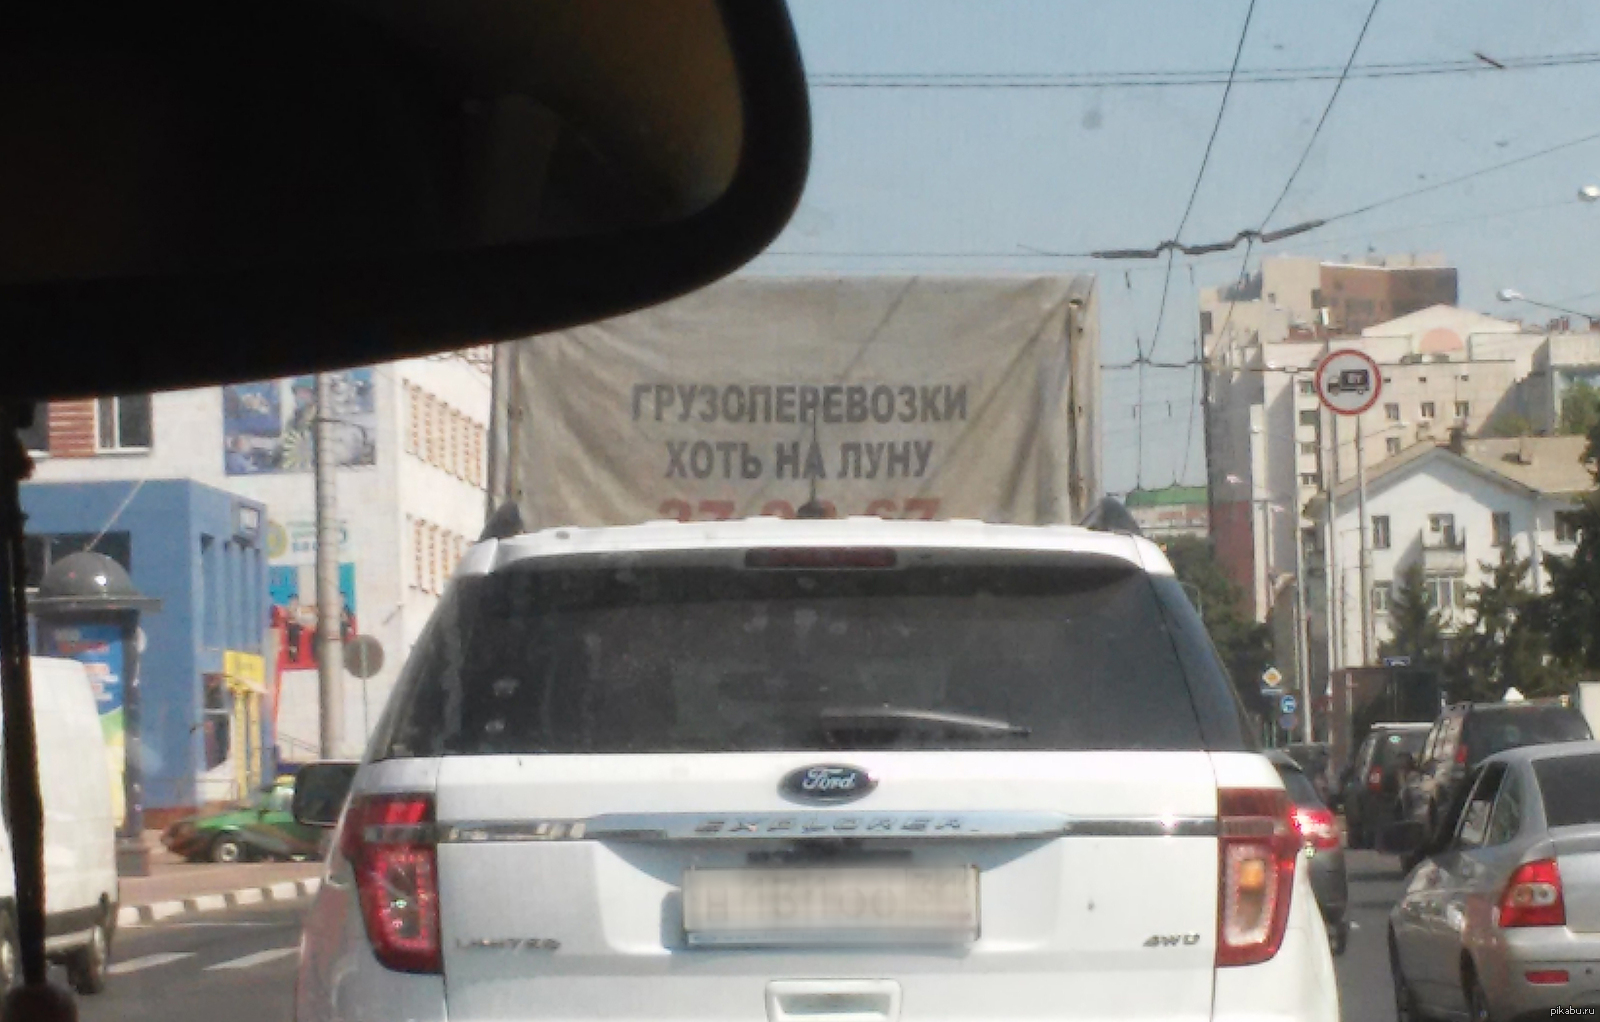 ГРУЗОПЕРЕВОЗКИ
ХОТЬ НА ЛУНУ
Ford
EXPLORER
LIMITED
4WD
pikabu.ru